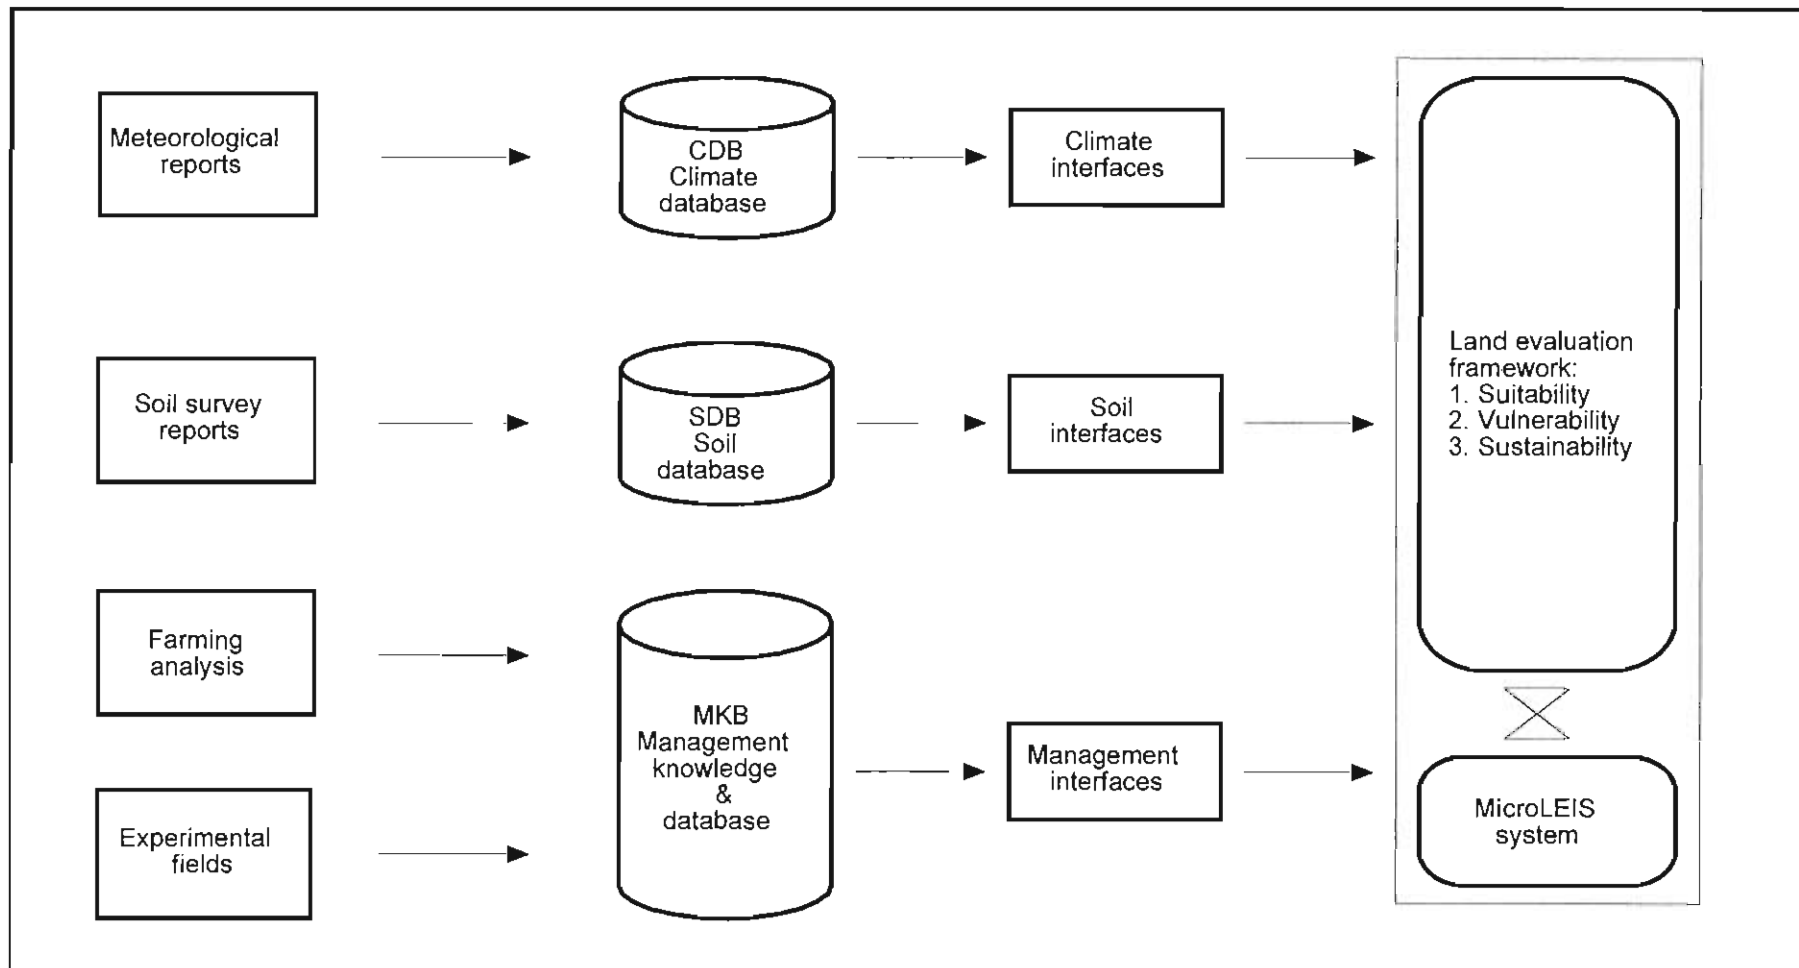 Meteorological
reports
CDB
Climate
database
Climate
interfaces
Soil survey
reports
SDB
Soil
database
Soil
interfaces
Land evaluation
framework:
1. Suitability
2. Vulnerability
3. Sustainability
Farming
analysis
Experimental
fields
MKB
Management
knowledge
&
database
Management
interfaces
MicroLEIS
system